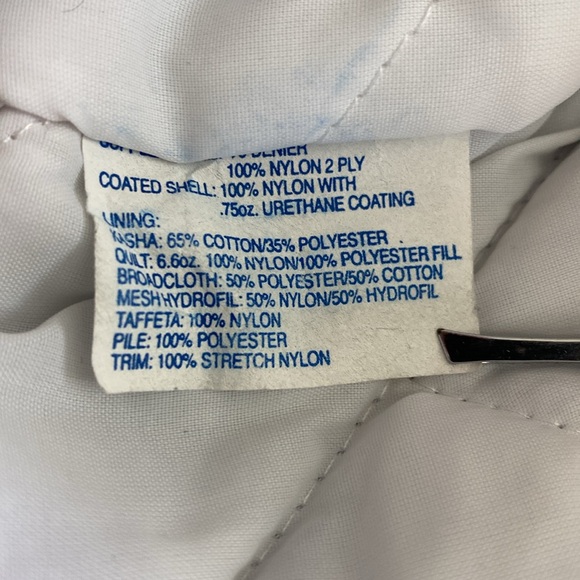 DENIER
100% NYLON 2 PLY
COATED SHELL: 100% NYLON WITH
.75oz. URETHANE COATING
LINING:
KASHA: 65% COTTON/35% POLYESTER
QUILT: 6.6oz. 100% NYLON/100% POLYESTER FILL
BROADCLOTH: 50% POLYESTER/50% COTTON
MESH:HYDROFIL: 50% NYLON/50% HYDROFIL
TAFFETA: 100% NYLON
PILE: 100% POLYESTER
TRIM: 100% STRETCH NYLON